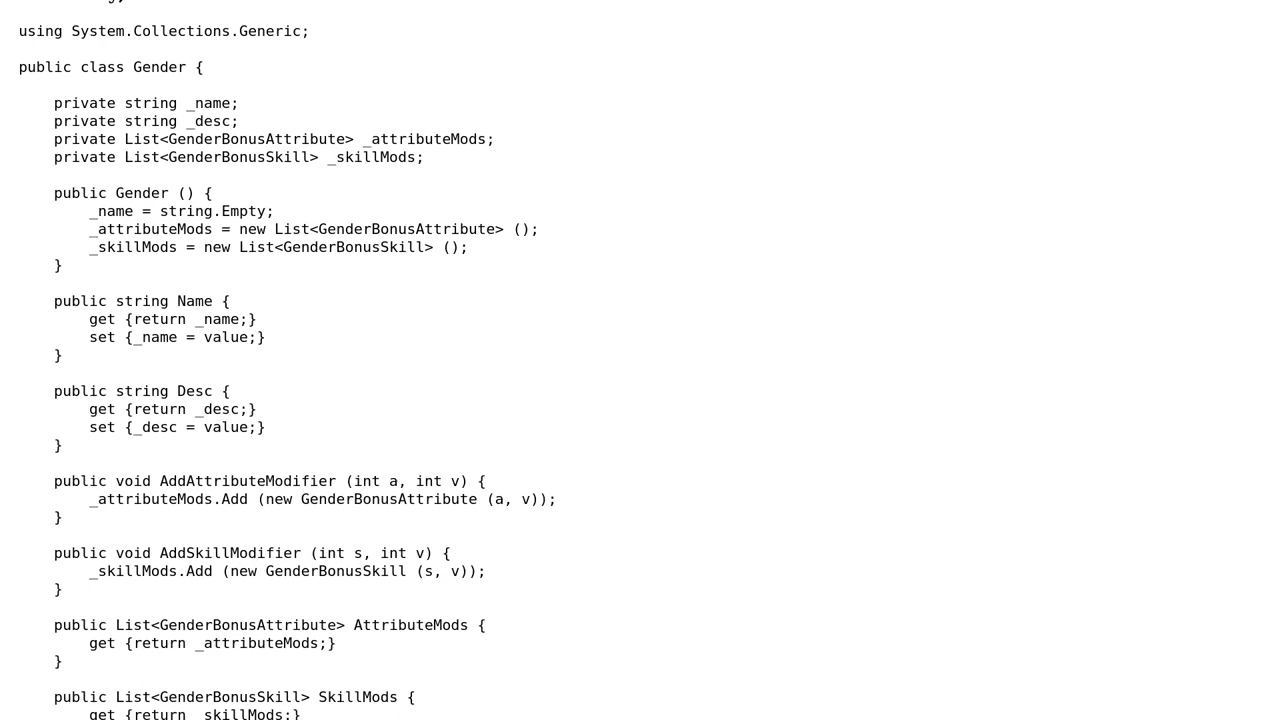 using System.Collections.Generic;
public class Gender {
private string _name;
private string _desc;
private List<GenderBonusAttribute> _attributeMods;
private List<GenderBonusSkill> _skillMods;
public Gender () {
_name = string.Empty;
_attributeMods = new List<GenderBonusAttribute> ();
_skillMods = new List<GenderBonusSkill> ();
}
public string Name {
get {return _name;}
set {_name = value;}
}
public string Desc {
get {return _desc;}
set {_desc = value;}
}
public void AddAttributeModifier (int a, int v) {
_attributeMods.Add (new GenderBonusAttribute (a, v));
}
public void AddSkillModifier (int s, int v) {
_skillMods.Add (new GenderBonusSkill (s, v));
}
public List<GenderBonusAttribute> AttributeMods {
get {return _attributeMods;}
}
public List<GenderBonusSkill> SkillMods {
get {return _skillMods;}